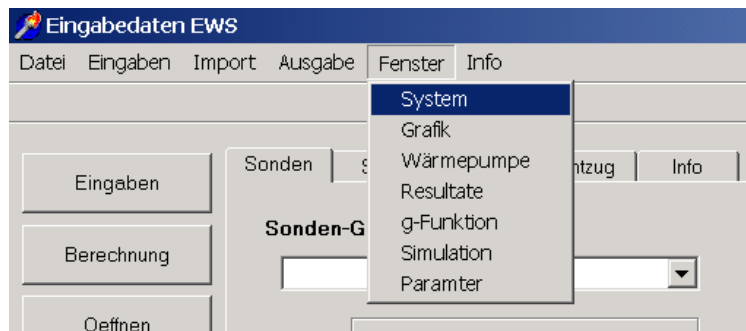 Eingabedaten EWS
Datei Eingaben Import Ausgabe Fenster Info
System
Grafik
Wärmepumpe
Resultate
g-Funktion
Simulation
Paramter
Eingaben
Berechnung
Oeffnen
Sonden S ntzug Info
Sonden-G